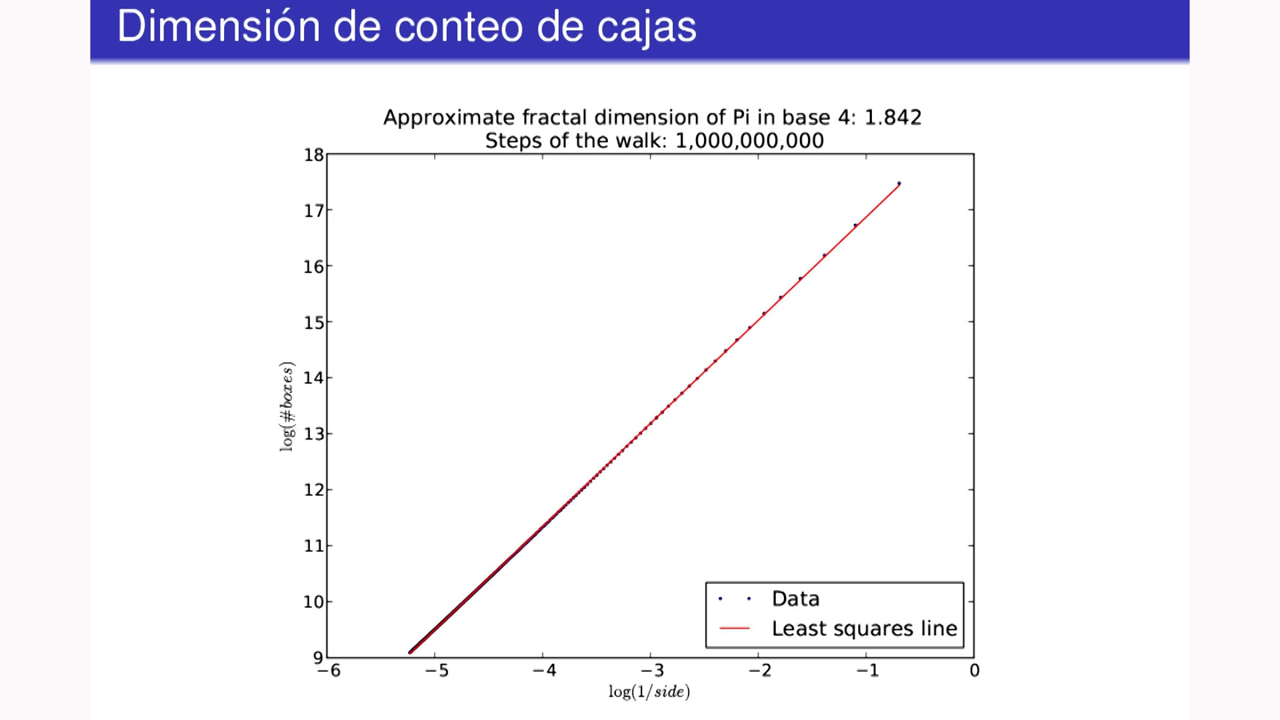 Dimensión de conteo de cajas
Approximate fractal dimension of Pi in base 4: 1.842
Steps of the walk: 1,000,000,000
18
17
16
15
14
13
12
11
10
9
log(#boxes)
−6
−5
−4
−3
−2
−1
0
log(1/side)
Data
Least squares line